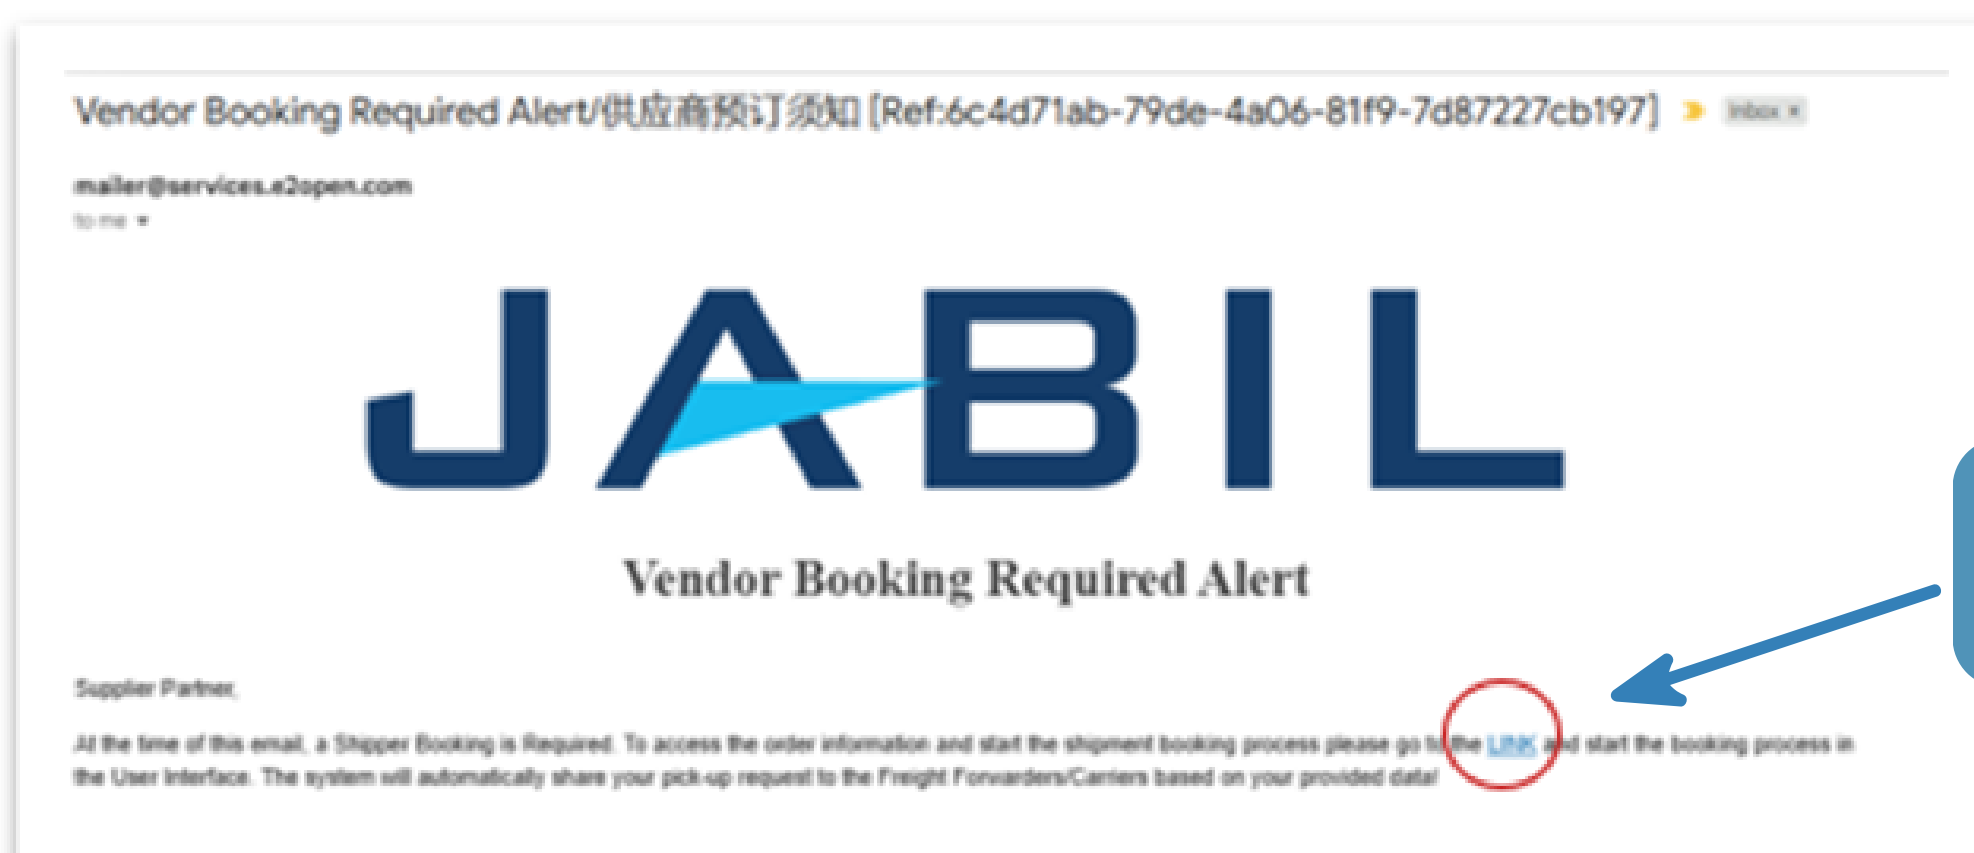 Vendor Booking Required Alert/供应商预订须知 [Ref:6c4d71ab-79de-4a06-81f9-7d87227cb197] Inbox ×
mailer@services.e2open.com
to me
JABIL
Vendor Booking Required Alert
Supplier Partner,
At the time of this email, a Shipper Booking is Required. To access the order information and start the shipment booking process please go to the LINK and start the booking process in
the User Interface. The system will automatically share your pick-up request to the Freight Forwarders/Carriers based on your provided data!